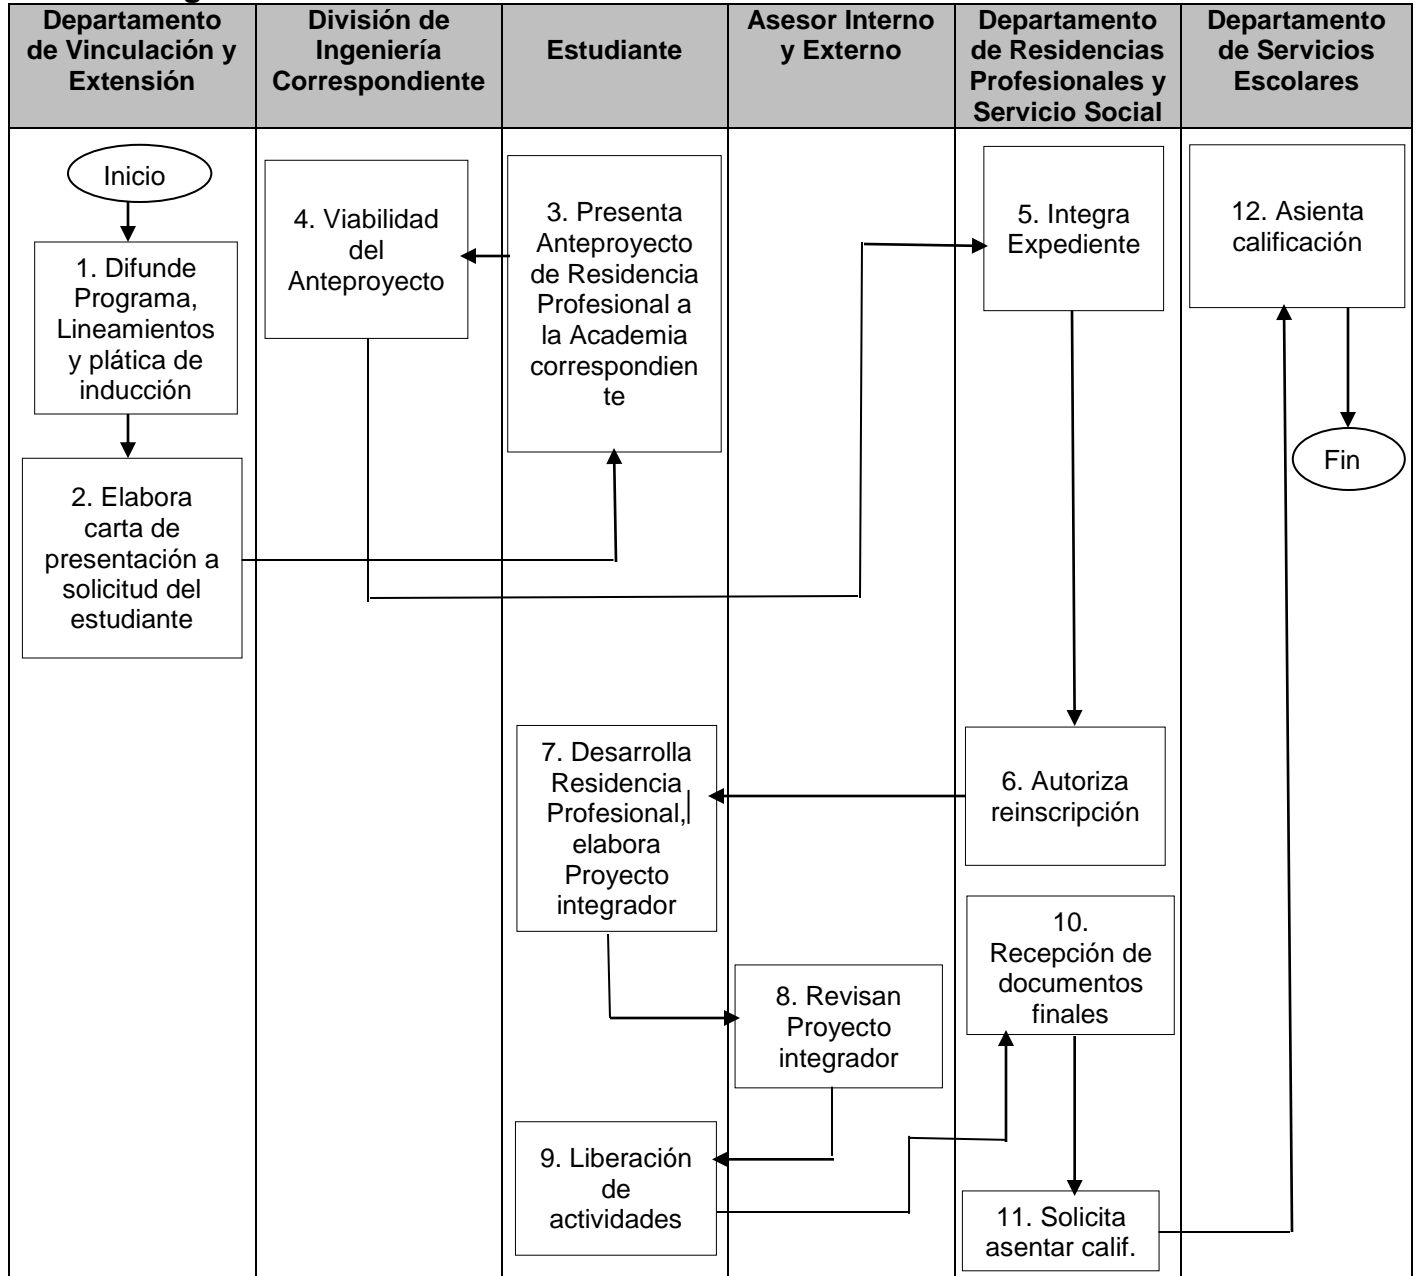 Departamento
de Vinculación y
Extensión
División de
Ingeniería
Correspondiente
Estudiante
Asesor Interno
y Externo
Departamento
de Residencias
Profesionales y
Servicio Social
Departamento
de Servicios
Escolares
Inicio
1. Difunde
Programa,
Lineamientos
y plática de
inducción
2. Elabora
carta de
presentación a
solicitud del
estudiante
3. Presenta
Anteproyecto
de Residencia
Profesional a
la Academia
correspondien
te
4. Viabilidad
del
Anteproyecto
5. Integra
Expediente
6. Autoriza
reinscripción
7. Desarrolla
Residencia
Profesional,
elabora
Proyecto
integrador
8. Revisan
Proyecto
integrador
9. Liberación
de
actividades
10.
Recepción de
documentos
finales
11. Solicita
asentar calif.
12. Asienta
calificación
Fin